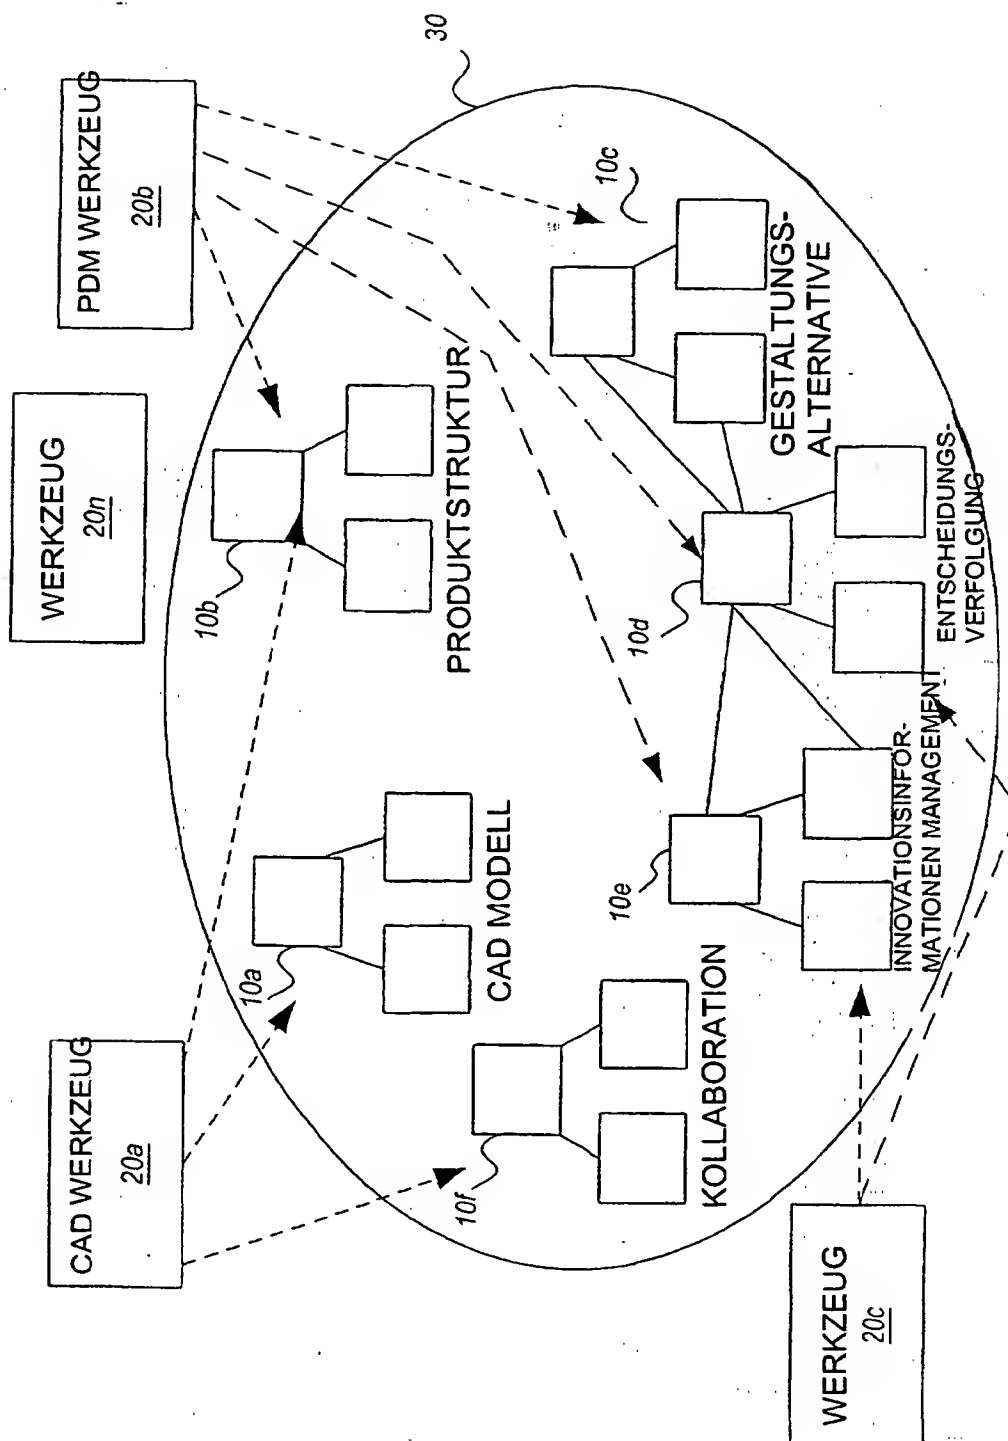 CAD WERKZEUG
20a
WERKZEUG
20n
PDM WERKZEUG
20b
30
10a
CAD MODELL
10b
PRODUKTSTRUKTUR
10f
KOLLABORATION
10e
INNOVATIONSINFOR-
MATIONEN MANAGEMENT
10d
ENTSCHEIDUNGS-
VERFOLGUNG
10c
GESTALTUNGS-
ALTERNATIVE
WERKZEUG
20c